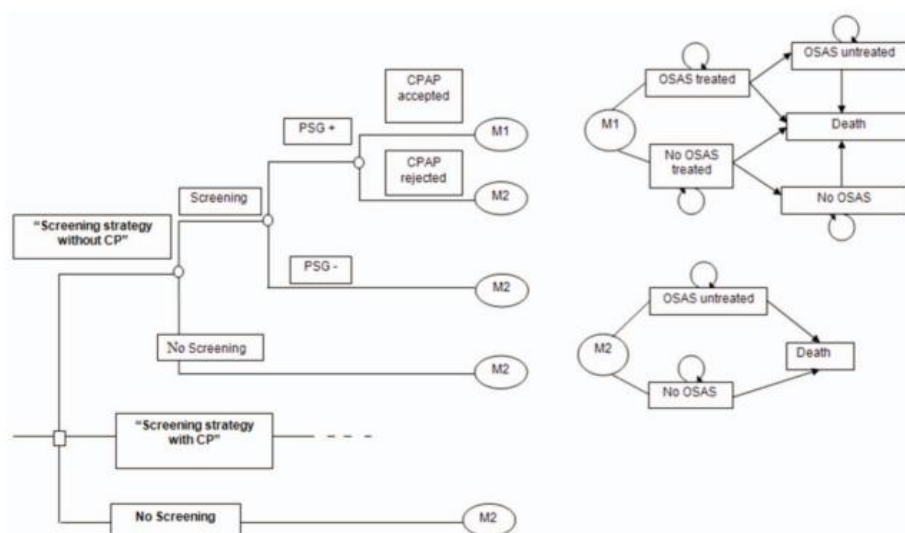 CPAP
accepted
PSG +
M1
CPAP
rejected
Screening
M2
"Screening strategy
without CP"
PSG -
M2
No Screening
M2
"Screening strategy
with CP"
No Screening
M2
OSAS untreated
OSAS treated
M1
Death
No OSAS
treated
No OSAS
OSAS untreated
M2
Death
No OSAS